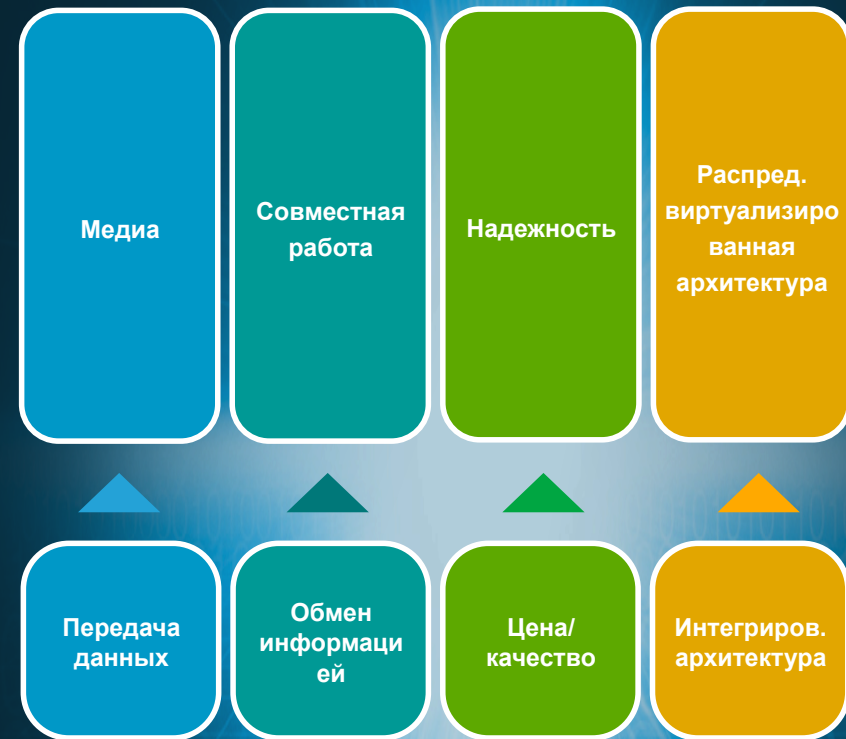 Медиа
Совместная
работа
Надежность
Распред.
виртуализиро
ванная
архитектура
Передача
данных
Обмен
информаци
ей
Цена/
качество
Интегриров.
архитектура